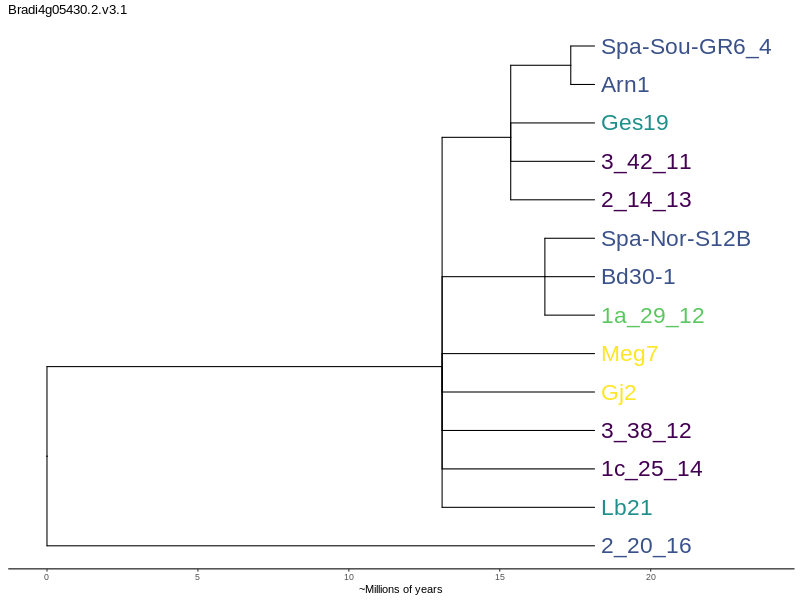 Bradi4g05430.2.v3.1
Spa-Sou-GR6_4
Arn1
Ges19
3_42_11
2_14_13
Spa-Nor-S12B
Bd30-1
1a_29_12
Meg7
Gj2
3_38_12
1c_25_14
Lb21
2_20_16
0 5 10 15 20
~Millions of years